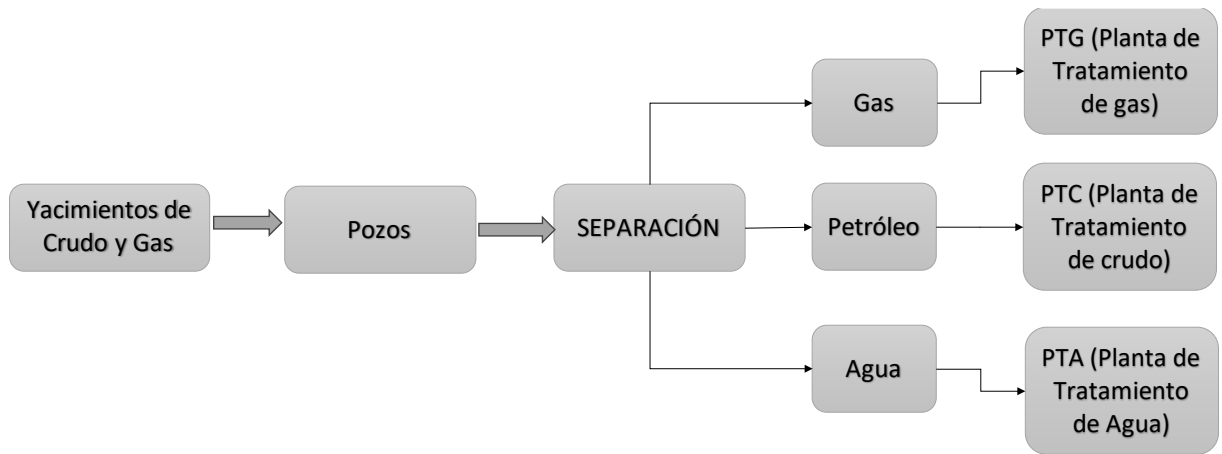 Yacimientos de
Crudo y Gas
Pozos
SEPARACIÓN
Gas
PTG (Planta de
Tratamiento
de gas)
Petróleo
PTC (Planta de
Tratamiento
de crudo)
Agua
PTA (Planta de
Tratamiento
de Agua)